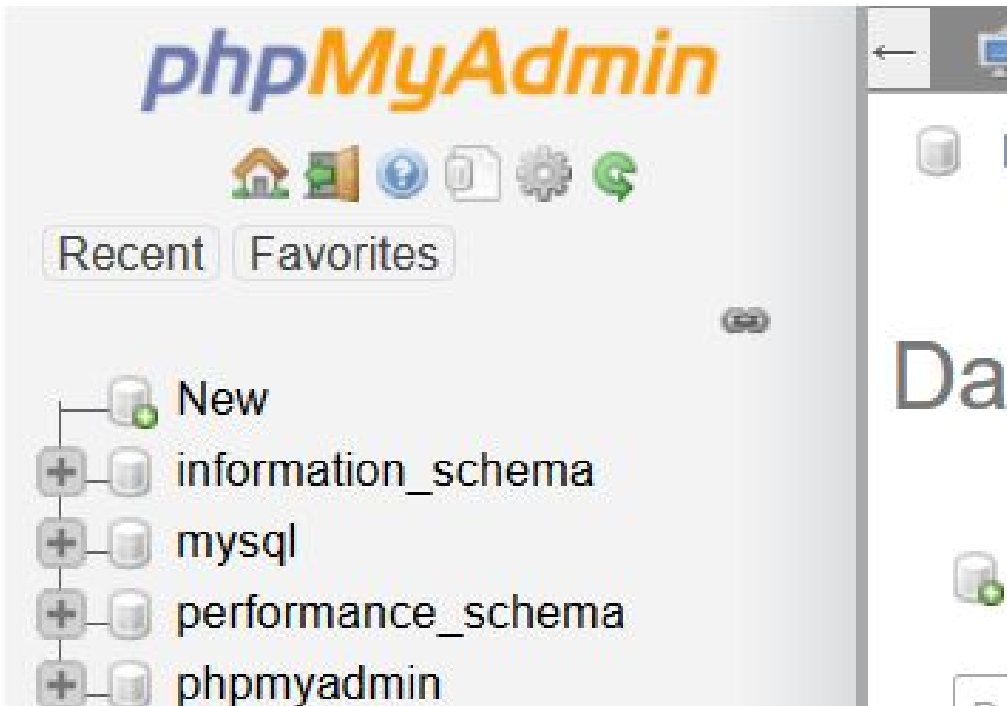 phpMyAdmin
Recent Favorites
New
information_schema
mysql
performance_schema
phpmyadmin
Da